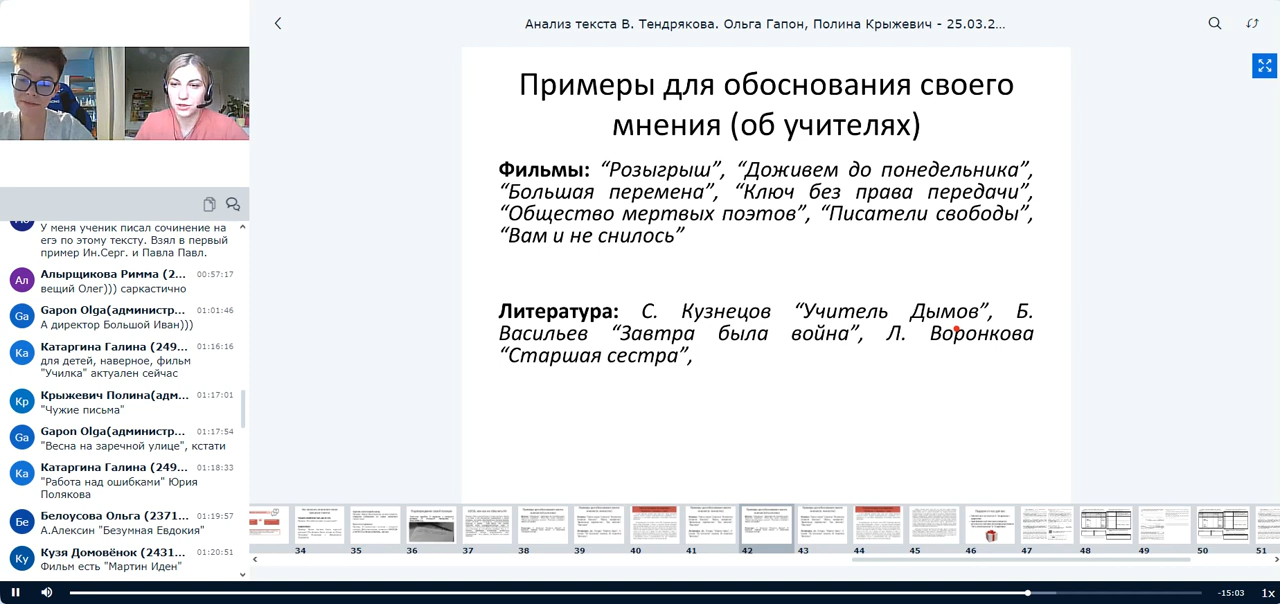 Анализ текста В. Тендрякова. Ольга Гапон, Полина Крыжевич - 25.03.2...
Примеры для обоснования своего
мнения (об учителях)
Фильмы: “Розыгрыш”, “Доживем до понедельника”,
“Большая перемена”, “Ключ без права передачи”,
“Общество мертвых поэтов”, “Писатели свободы”,
“Вам и не снилось”
Литература: С. Кузнецов “Учитель Дымов”, Б.
Васильев “Завтра была война”, Л. Воронкова
“Старшая сестра”,
У меня ученик писал сочинение на
егэ по этому тексту. Взял в первый
пример Ин.Серг. и Павла Павл.
Ал
Алырщикова Римма (2... 00:57:17
вещий Олег))) саркастично
Ga
Gapon Olga(администр... 01:01:46
А директор Большой Иван)))
Ка
Катаргина Галина (249... 01:16:16
для детей, наверное, фильм
"Училка" актуален сейчас
Кр
Крыжевич Полина(адм... 01:17:01
"Чужие письма"
Ga
Gapon Olga(администр... 01:17:54
"Весна на заречной улице", кстати
Ка
Катаргина Галина (249... 01:18:33
"Работа над ошибками" Юрия
Полякова
Бе
Белоусова Ольга (2371... 01:19:57
А. Алексин "Безумная Евдокия"
Ку
Кузя Домовёнок (2431... 01:20:51
Фильм есть "Мартин Иден"
34 35 36 37 38 39 40 41 42 43 44 45 46 47 48 49 50 51
-15:03 1x